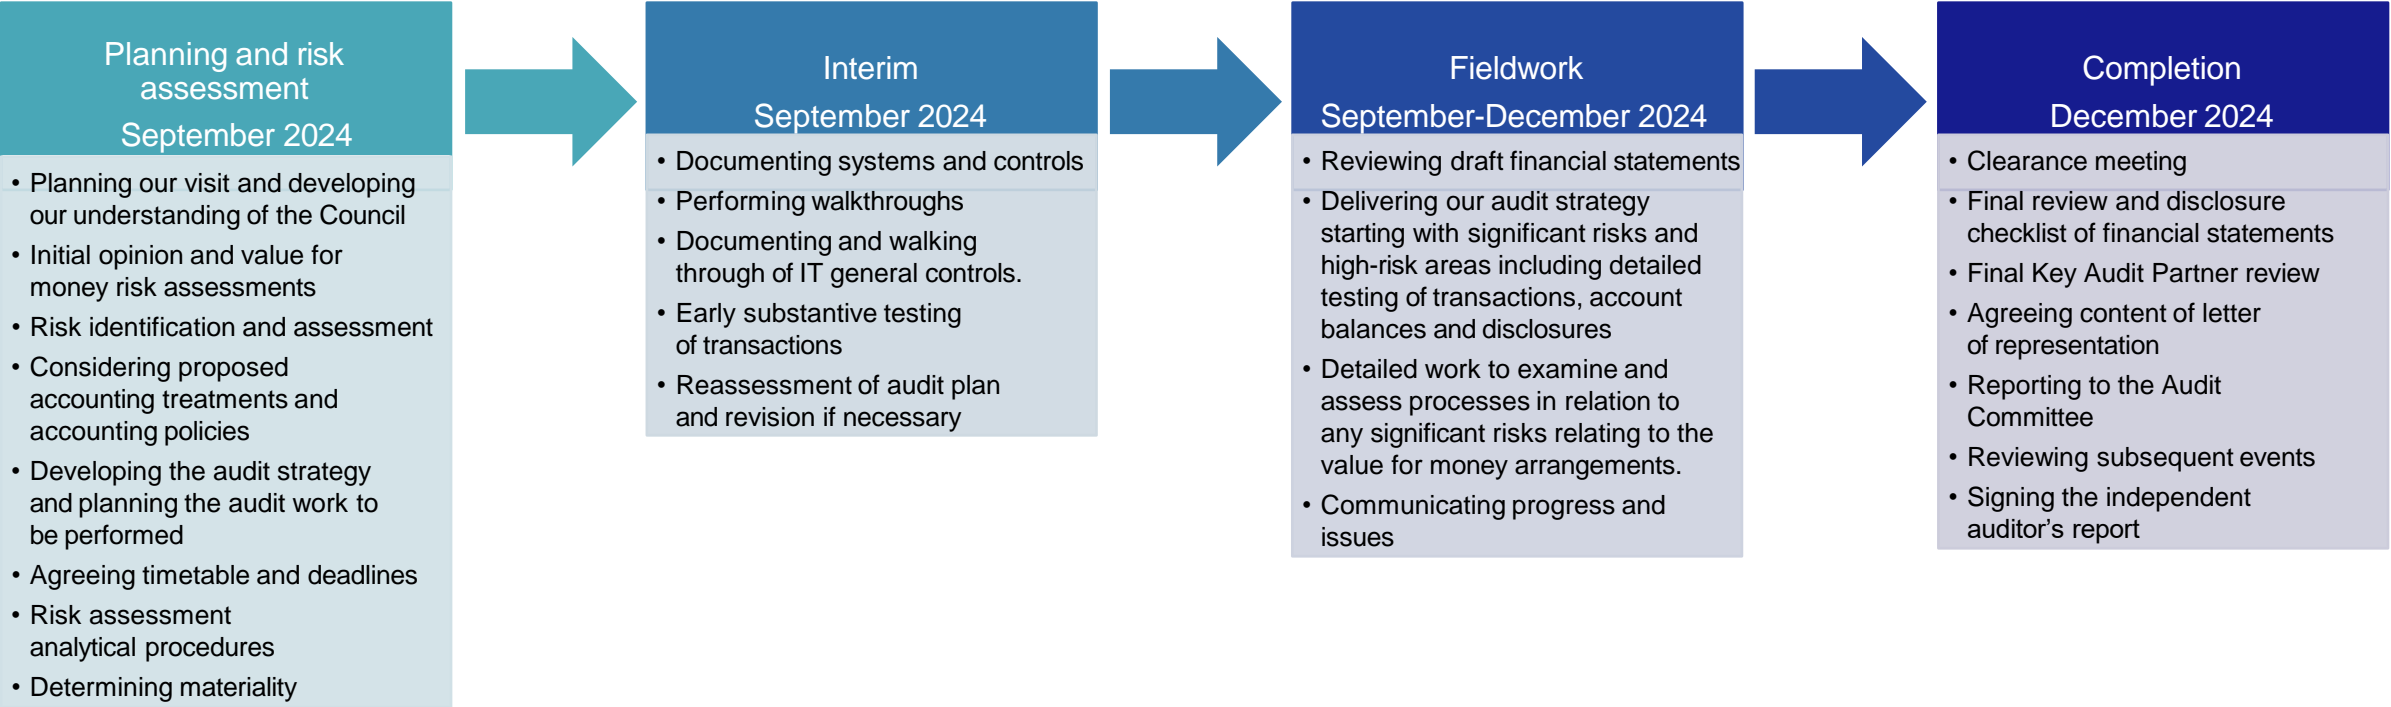 Planning and risk
assessment
September 2024
• Planning our visit and developing
our understanding of the Council
• Initial opinion and value for
money risk assessments
• Risk identification and assessment
• Considering proposed
accounting treatments and
accounting policies
• Developing the audit strategy
and planning the audit work to
be performed
• Agreeing timetable and deadlines
• Risk assessment
analytical procedures
• Determining materiality
Interim
September 2024
• Documenting systems and controls
• Performing walkthroughs
• Documenting and walking
through of IT general controls.
• Early substantive testing
of transactions
• Reassessment of audit plan
and revision if necessary
Fieldwork
September-December 2024
• Reviewing draft financial statements
• Delivering our audit strategy
starting with significant risks and
high-risk areas including detailed
testing of transactions, account
balances and disclosures
• Detailed work to examine and
assess processes in relation to
any significant risks relating to the
value for money arrangements.
• Communicating progress and
issues
Completion
December 2024
• Clearance meeting
• Final review and disclosure
checklist of financial statements
• Final Key Audit Partner review
• Agreeing content of letter
of representation
• Reporting to the Audit
Committee
• Reviewing subsequent events
• Signing the independent
auditor’s report